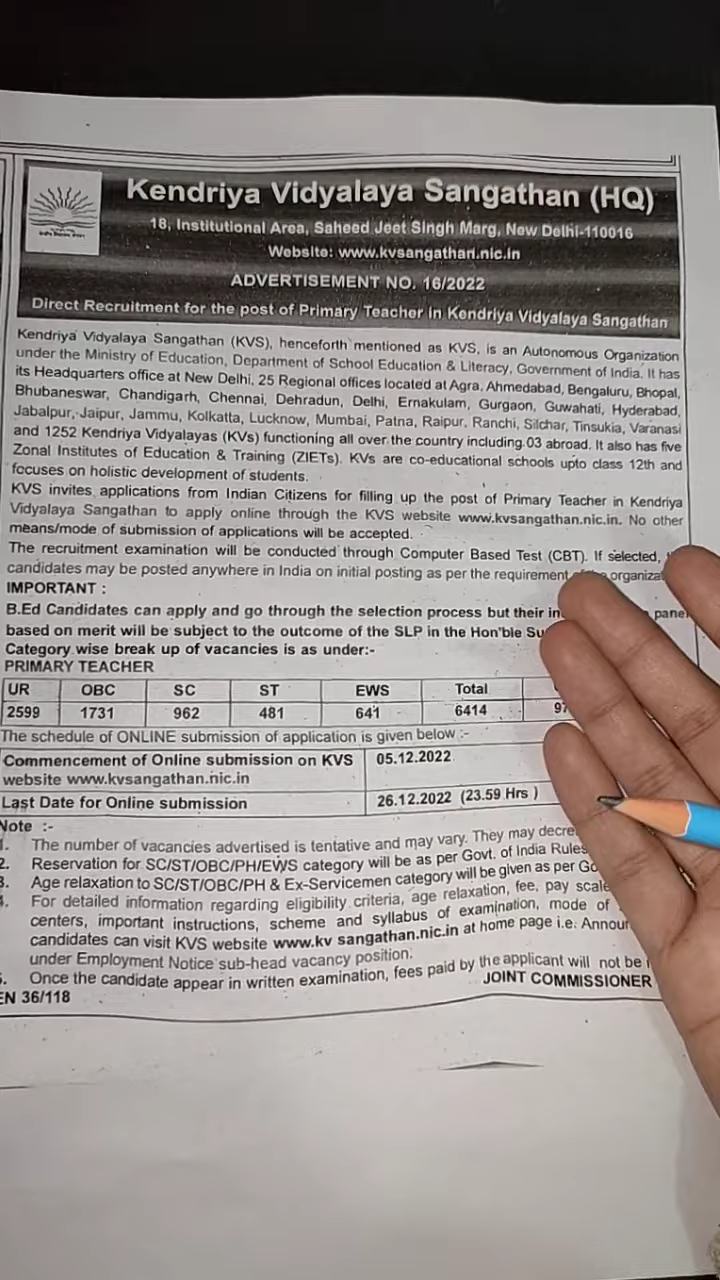 Kendriya Vidyalaya Sangathan (HQ)
18, Institutional Area, Saheed Jeet Singh Marg, New Delhi-110016
Website: www.kvsangathan.nic.in
ADVERTISEMENT NO. 16/2022
Direct Recruitment for the post of Primary Teacher in Kendriya Vidyalaya Sangathan
Kendriya Vidyalaya Sangathan (KVS), henceforth mentioned as KVS, is an Autonomous Organization
under the Ministry of Education, Department of School Education & Literacy, Government of India. It has
its Headquarters office at New Delhi, 25 Regional offices located at Agra, Ahmedabad, Bengaluru, Bhopal,
Bhubaneswar, Chandigarh, Chennai, Dehradun, Delhi, Ernakulam, Gurgaon, Guwahati, Hyderabad,
Jabalpur, Jaipur, Jammu, Kolkatta, Lucknow, Mumbai, Patna, Raipur, Ranchi, Silchar, Tinsukia, Varanasi
and 1252 Kendriya Vidyalayas (KVs) functioning all over the country including 03 abroad. It also has five
Zonal Institutes of Education & Training (ZIETs). KVs are co-educational schools upto class 12th and
focuses on holistic development of students.
KVS invites applications from Indian Citizens for filling up the post of Primary Teacher in Kendriya
Vidyalaya Sangathan to apply online through the KVS website www.kvsangathan.nic.in. No other
means/mode of submission of applications will be accepted.
The recruitment examination will be conducted through Computer Based Test (CBT). If selected,
candidates may be posted anywhere in India on initial posting as per the requirement organiza
IMPORTANT :
B.Ed Candidates can apply and go through the selection process but their in panel
based on merit will be subject to the outcome of the SLP in the Hon'ble Su
Category wise break up of vacancies is as under:-
PRIMARY TEACHER
UR OBC SC ST EWS Total
2599 1731 962 481 641 6414 97
The schedule of ONLINE submission of application is given below :-
Commencement of Online submission on KVS 05.12.2022
website www.kvsangathan.nic.in
Last Date for Online submission 26.12.2022 (23.59 Hrs )
Note :-
1. The number of vacancies advertised is tentative and may vary. They may decre
2. Reservation for SC/ST/OBC/PH/EWS category will be as per Govt. of India Rules
3. Age relaxation to SC/ST/OBC/PH & Ex-Servicemen category will be given as per Go
4. For detailed information regarding eligibility criteria, age relaxation, fee, pay scale
centers, important instructions, scheme and syllabus of examination, mode of
candidates can visit KVS website www.kv sangathan.nic.in at home page i.e. Announ
under Employment Notice sub-head vacancy position.
5. Once the candidate appear in written examination, fees paid by the applicant will not be
JOINT COMMISSIONER
EN 36/118